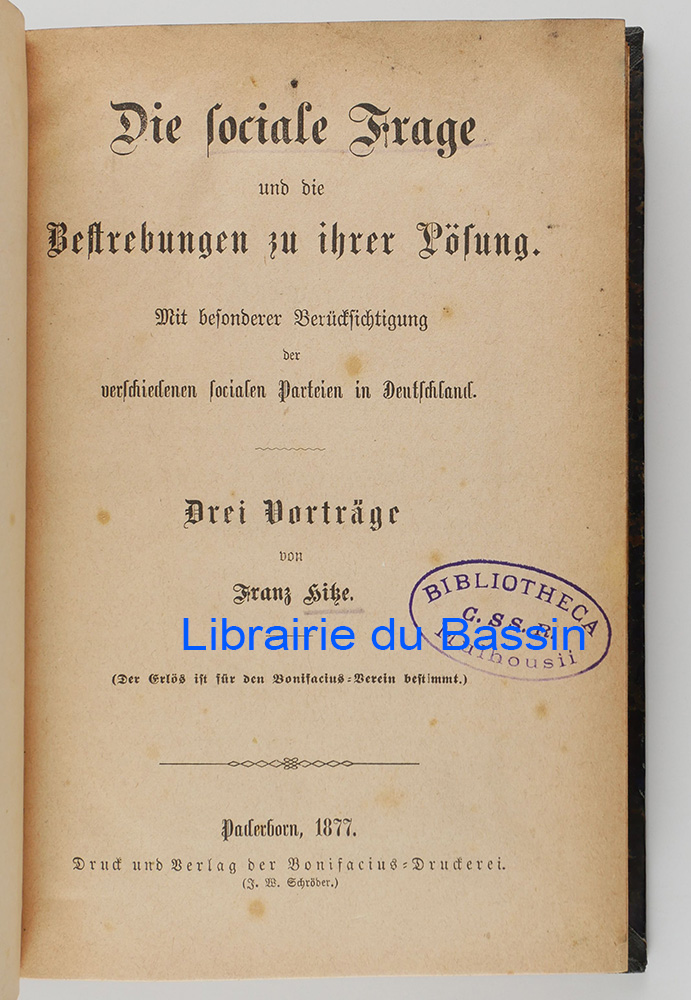 Die sociale Frage
und die
Bestrebungen zu ihrer Lösung.
Mit besonderer Berücksichtigung
der
verschiedenen socialen Parteien in Deutschland.
Drei Vorträge
von
Franz Hitze.
BIBLIOTHECA
C. SS. R.
Mulhousii
Librairie du Bassin
(Der Erlös ist für den Bonifacius-Verein bestimmt.)
Paderborn, 1877.
Druck und Verlag der Bonifacius-Druckerei.
(J. W. Schröder.)